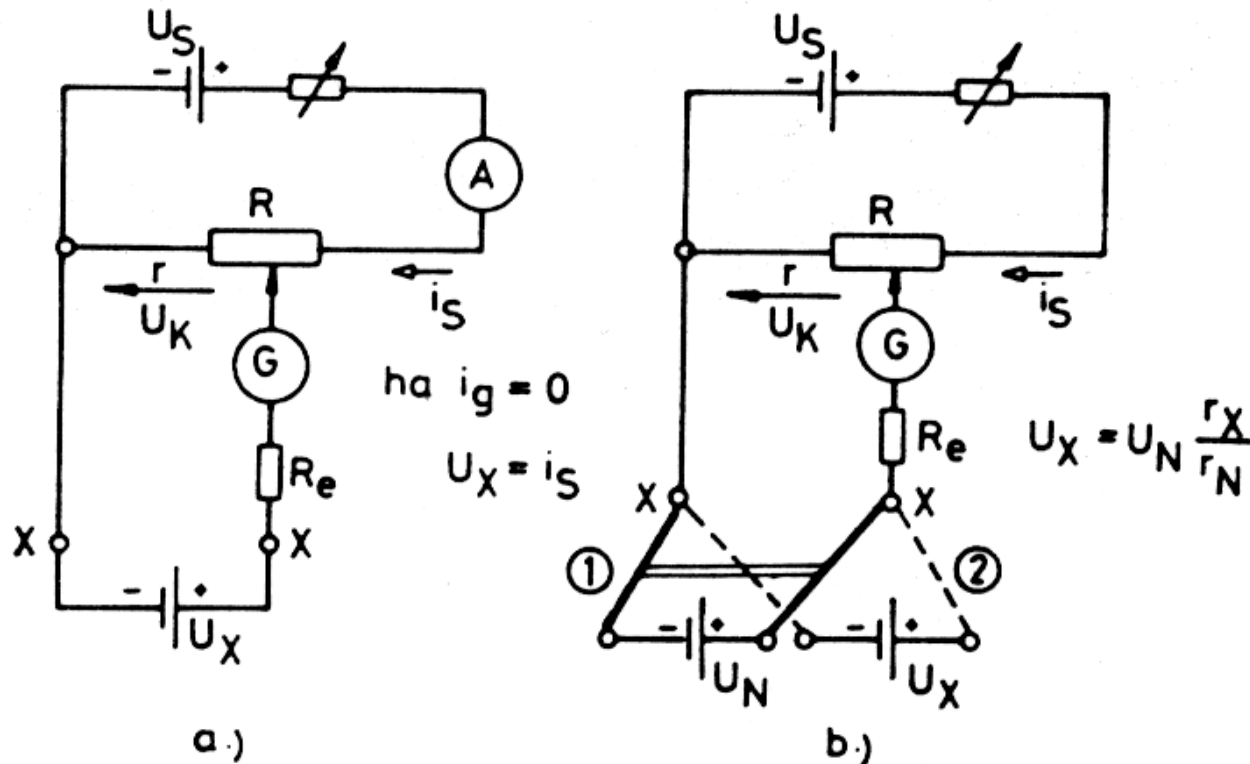 U_S
- +
A
R
r
U_K
i_S
G
ha i_g = 0
R_e
U_X = i_S
X X
- +
U_X
a.)
U_S
- +
R
r
U_K
i_S
G
R_e
U_X = U_N r_X / r_N
X X
① ②
- + - +
U_N U_X
b.)